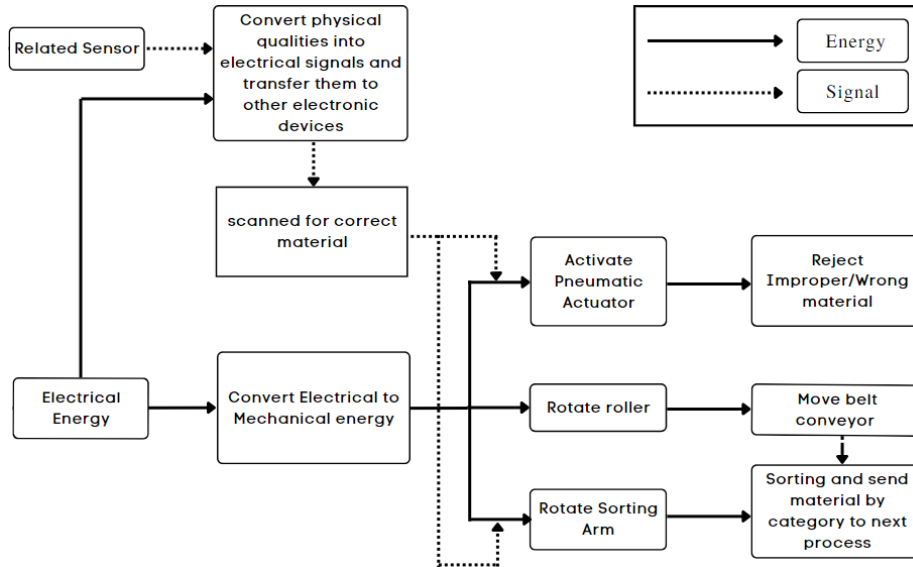 Related Sensor
Convert physical
qualities into
electrical signals and
transfer them to
other electronic
devices
Energy
Signal
scanned for correct
material
Activate
Pneumatic
Actuator
Reject
Improper/Wrong
material
Electrical
Energy
Convert Electrical to
Mechanical energy
Rotate roller
Move belt
conveyor
Rotate Sorting
Arm
Sorting and send
material by
category to next
process